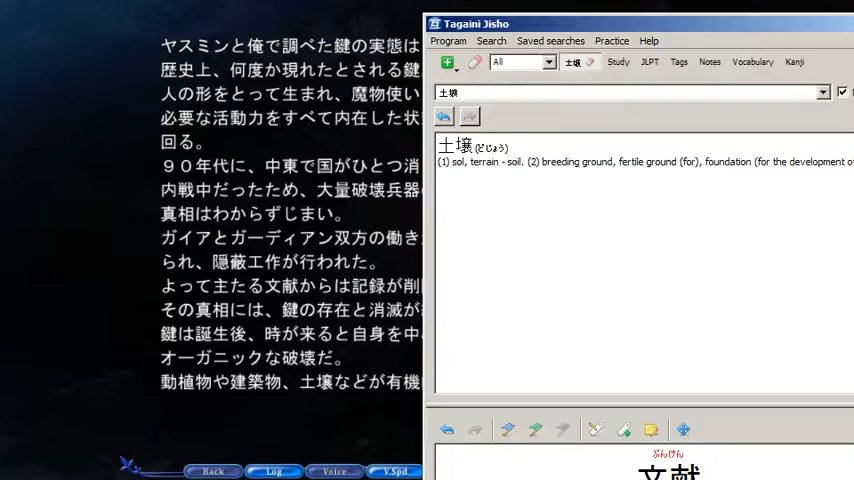 ヤスミンと俺で調べた鍵の実態は
歴史上、何度か現れたとされる鍵
人の形をとって生まれ、魔物使い
必要な活動力をすべて内在した状
回る。
９０年代に、中東で国がひとつ消
内戦中だったため、大量破壊兵器
真相はわからずじまい。
ガイアとガーディアン双方の働き
られ、隠蔽工作が行われた。
よって主たる文献からは記録が削
その真相には、鍵の存在と消滅が
鍵は誕生後、時が来ると自身を中
オーガニックな破壊だ。
動植物や建築物、土壌などが有機
Back Log Voice V.Spd
Tagaini Jisho
Program Search Saved searches Practice Help
All 土壌 Study JLPT Tags Notes Vocabulary Kanji
土壌
土壌(どじょう)
(1) sol, terrain - soil. (2) breeding ground, fertile ground (for), foundation (for the development of
ぶんけん
文献